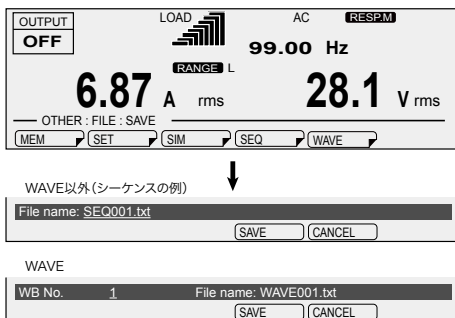 OUTPUT LOAD AC RESP.M
OFF 99.00 Hz
RANGE L
6.87 A rms 28.1 V rms
OTHER : FILE : SAVE
MEM SET SIM SEQ WAVE
WAVE以外（シーケンスの例）
File name: SEQ001.txt
SAVE CANCEL
WAVE
WB No. 1 File name: WAVE001.txt
SAVE CANCEL